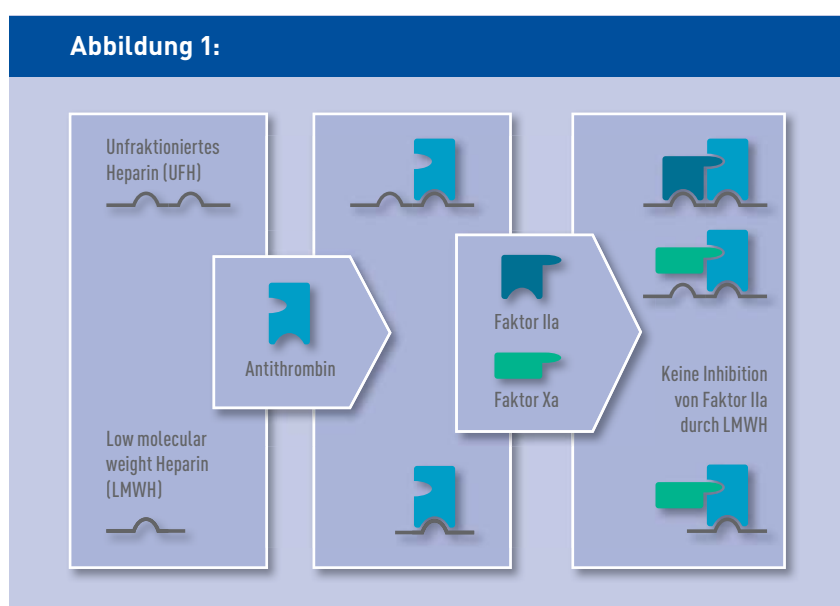 Abbildung 1:
Unfraktioniertes
Heparin (UFH)
Antithrombin
Low molecular
weight Heparin
(LMWH)
Faktor IIa
Faktor Xa
Keine Inhibition
von Faktor IIa
durch LMWH